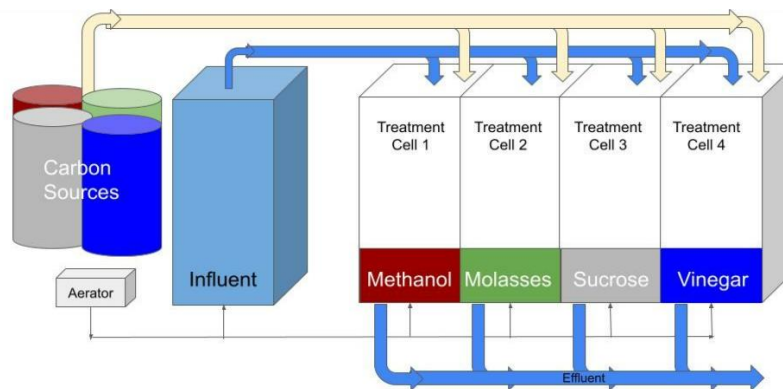 Carbon
Sources
Aerator
Influent
Treatment
Cell 1
Treatment
Cell 2
Treatment
Cell 3
Treatment
Cell 4
Methanol
Molasses
Sucrose
Vinegar
Effluent